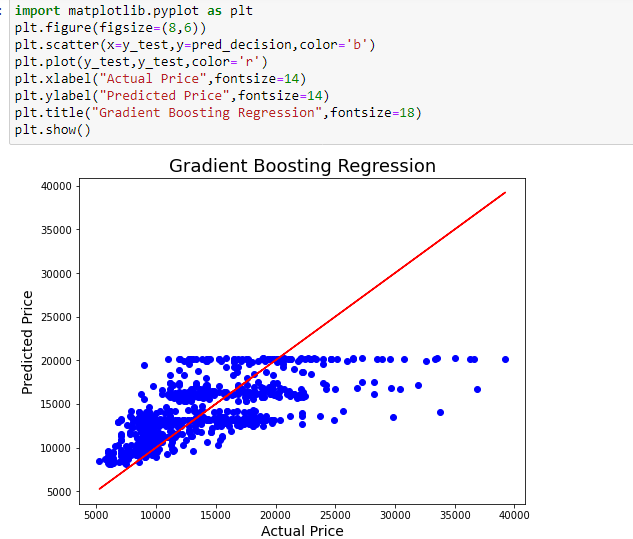 import matplotlib.pyplot as plt
plt.figure(figsize=(8,6))
plt.scatter(x=y_test,y=pred_decision,color='b')
plt.plot(y_test,y_test,color='r')
plt.xlabel("Actual Price",fontsize=14)
plt.ylabel("Predicted Price",fontsize=14)
plt.title("Gradient Boosting Regression",fontsize=18)
plt.show()
Gradient Boosting Regression
Predicted Price
40000
35000
30000
25000
20000
15000
10000
5000
5000 10000 15000 20000 25000 30000 35000 40000
Actual Price